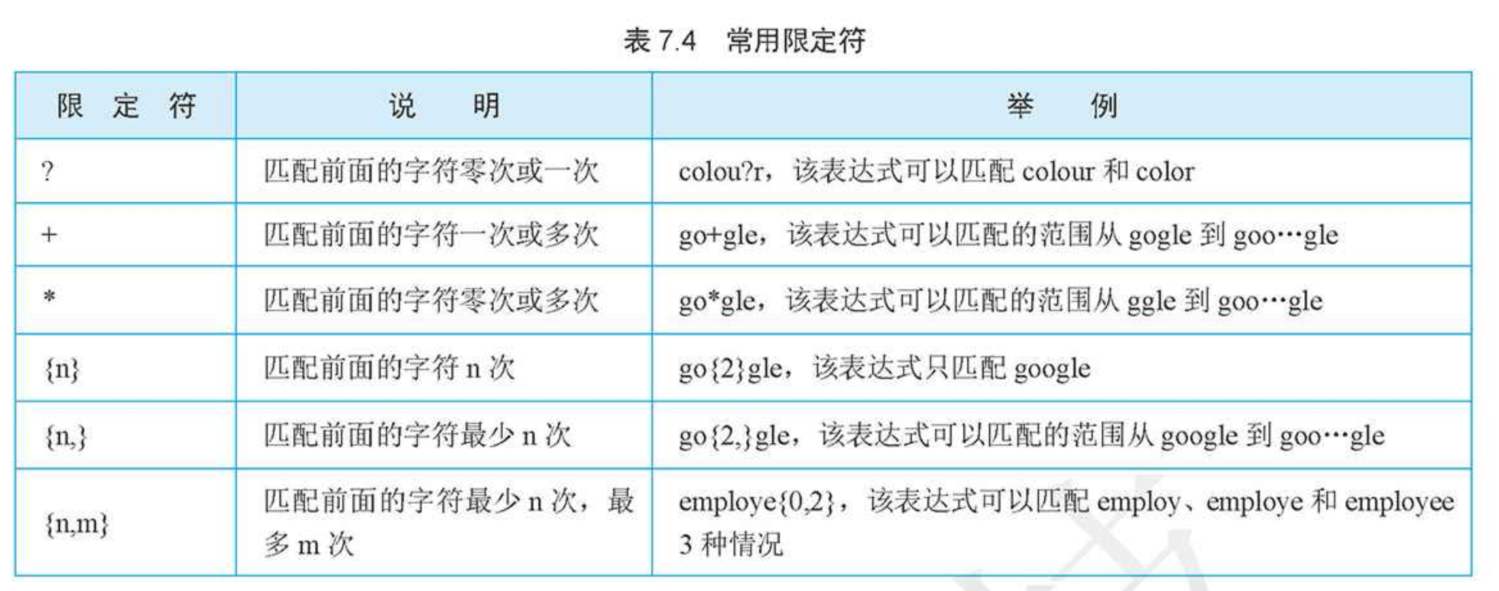 表 7.4 常用限定符
限 定 符 说 明 举 例
? 匹配前面的字符零次或一次 colou?r，该表达式可以匹配 colour 和 color
+ 匹配前面的字符一次或多次 go+gle，该表达式可以匹配的范围从 gogle 到 goo…gle
* 匹配前面的字符零次或多次 go*gle，该表达式可以匹配的范围从 ggle 到 goo…gle
{n} 匹配前面的字符 n 次 go{2}gle，该表达式只匹配 google
{n,} 匹配前面的字符最少 n 次 go{2,}gle，该表达式可以匹配的范围从 google 到 goo…gle
{n,m} 匹配前面的字符最少 n 次，最
多 m 次
employe{0,2}，该表达式可以匹配 employ、employe 和 employee
3 种情况